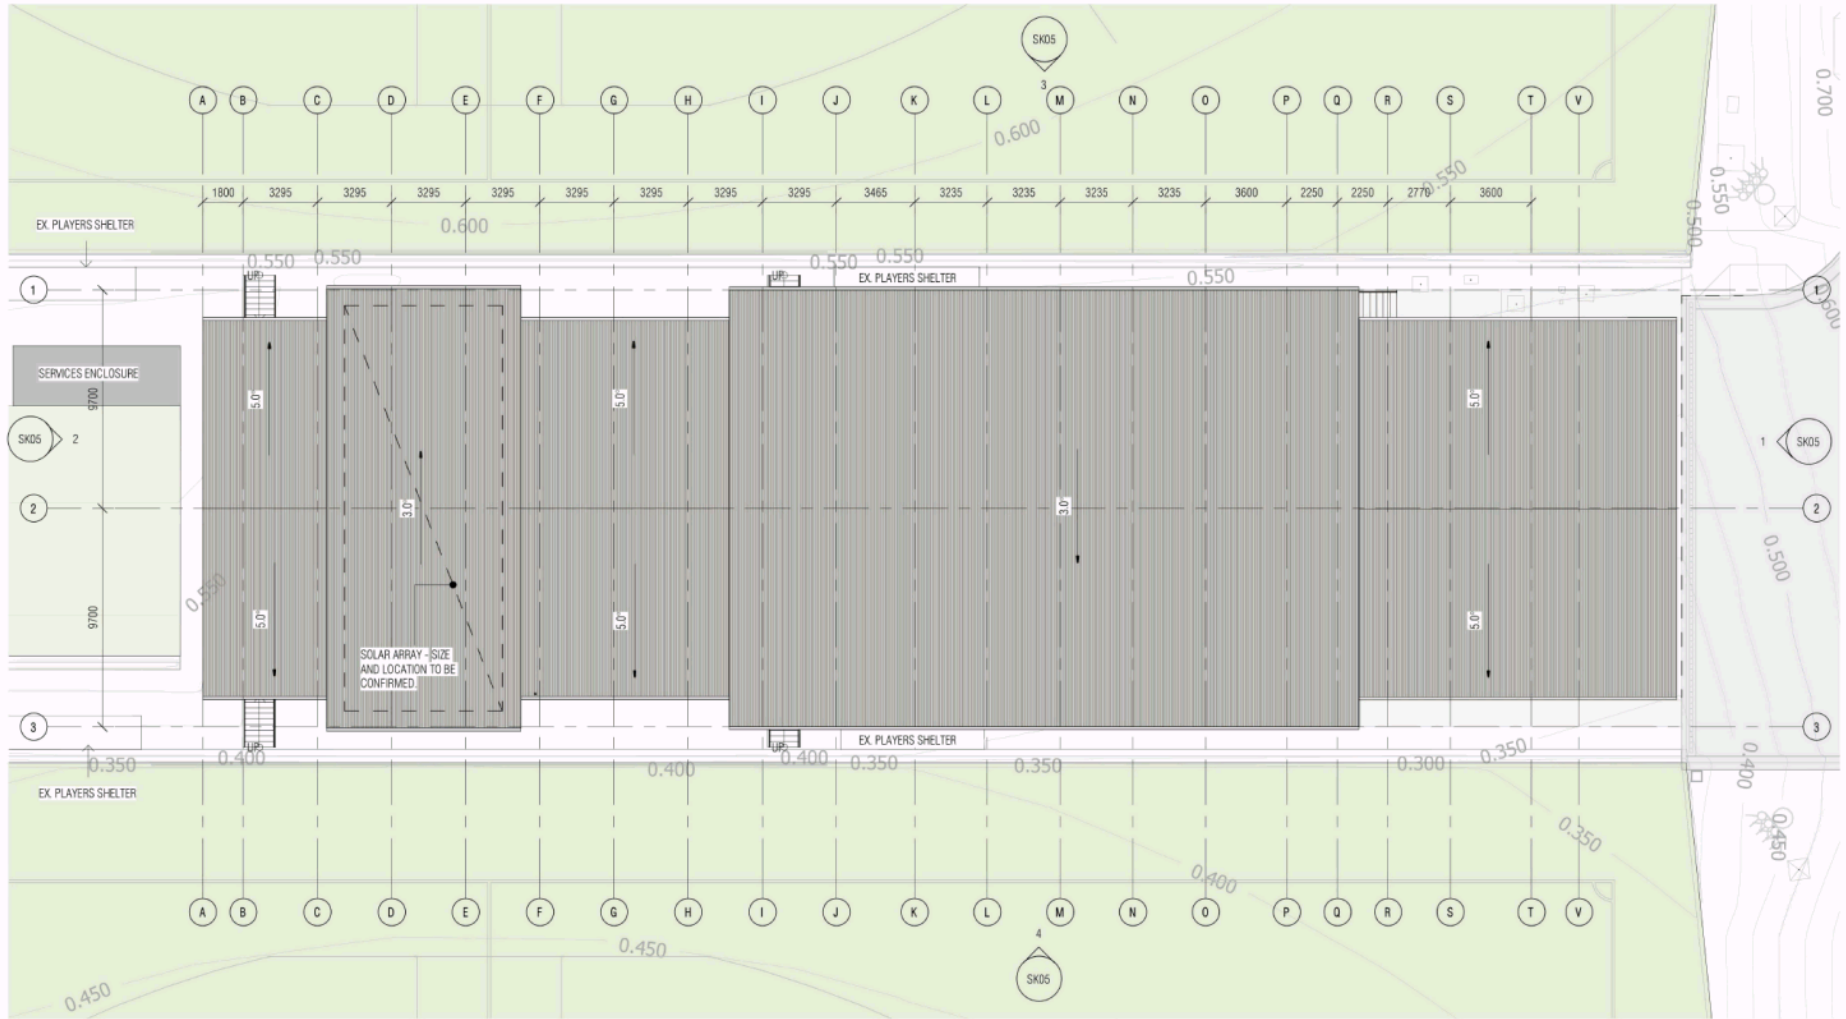 SK05
3
A B C D E F G H I J K L M N O P Q R S T V
0.700
0.600
0.550
0.550
1800 3295 3295 3295 3295 3295 3295 3295 3295 3465 3235 3235 3235 3235 3600 2250 2250 2770 3600
0.500
EX. PLAYERS SHELTER
0.600
0.550 0.550 0.550 0.550
UP UP EX. PLAYERS SHELTER 0.550
1 1
0.600
SERVICES ENCLOSURE
9700 5.0° 5.0° 5.0°
SK05 2 1 SK05
2 3.0° 3.0° 2
0.500
0.550
9700 5.0° 5.0° 5.0°
SOLAR ARRAY - SIZE
AND LOCATION TO BE
CONFIRMED.
3 3
UP UP EX. PLAYERS SHELTER
0.350 0.400 0.400 0.400 0.350 0.350 0.300 0.350
0.400
EX. PLAYERS SHELTER
0.350
0.450
0.400
A B C D E F G H I J K L M N O P Q R S T V
4
0.450
SK05
0.450